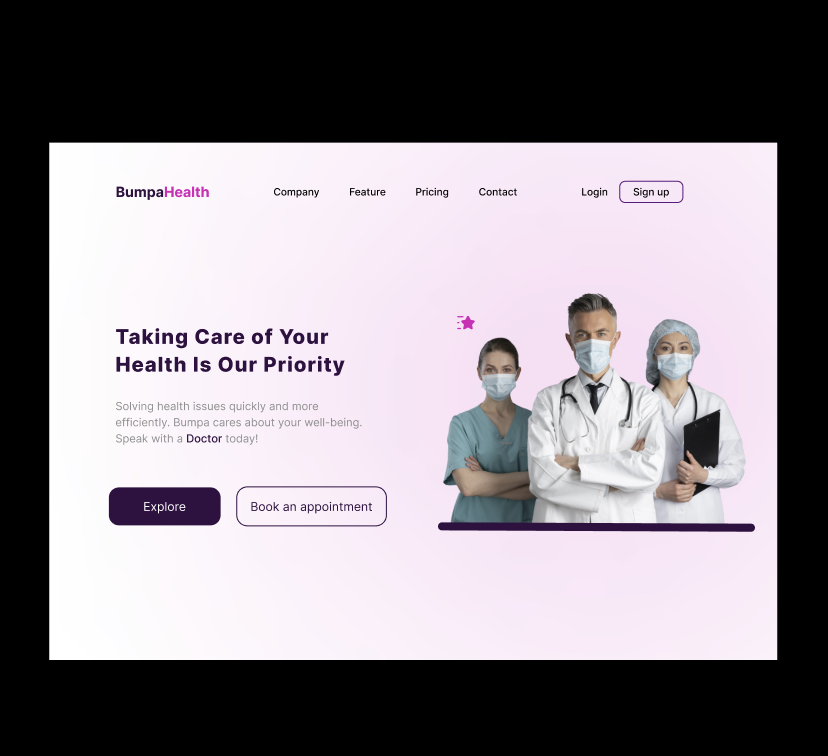 BumpaHealth
Company Feature Pricing Contact Login Sign up
Taking Care of Your
Health Is Our Priority
Solving health issues quickly and more
efficiently. Bumpa cares about your well-being.
Speak with a Doctor today!
Explore Book an appointment